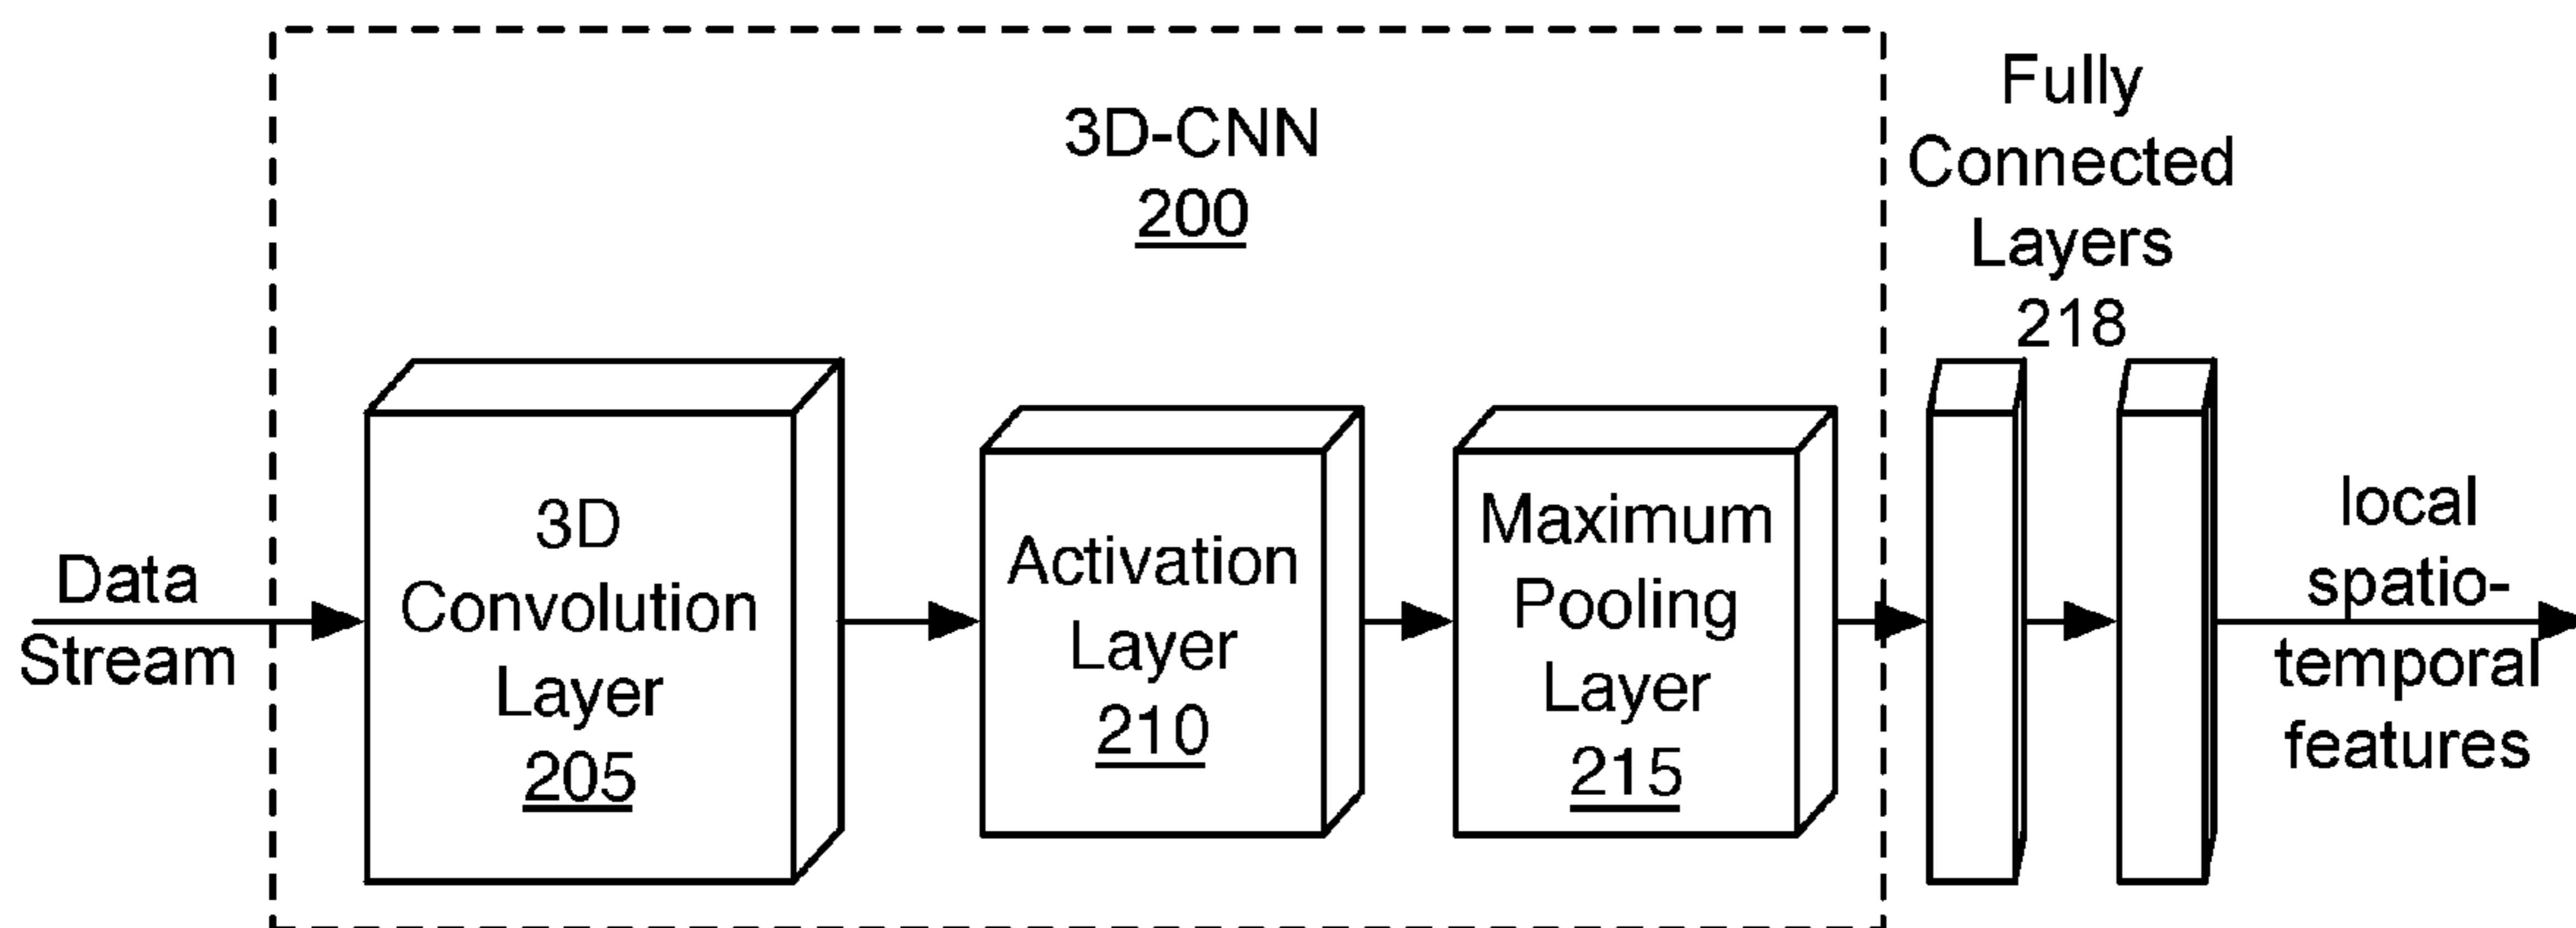 3D-CNN
200
Fully
Connected
Layers
218
Data
Stream
3D
Convolution
Layer
205
Activation
Layer
210
Maximum
Pooling
Layer
215
local
spatio-
temporal
features